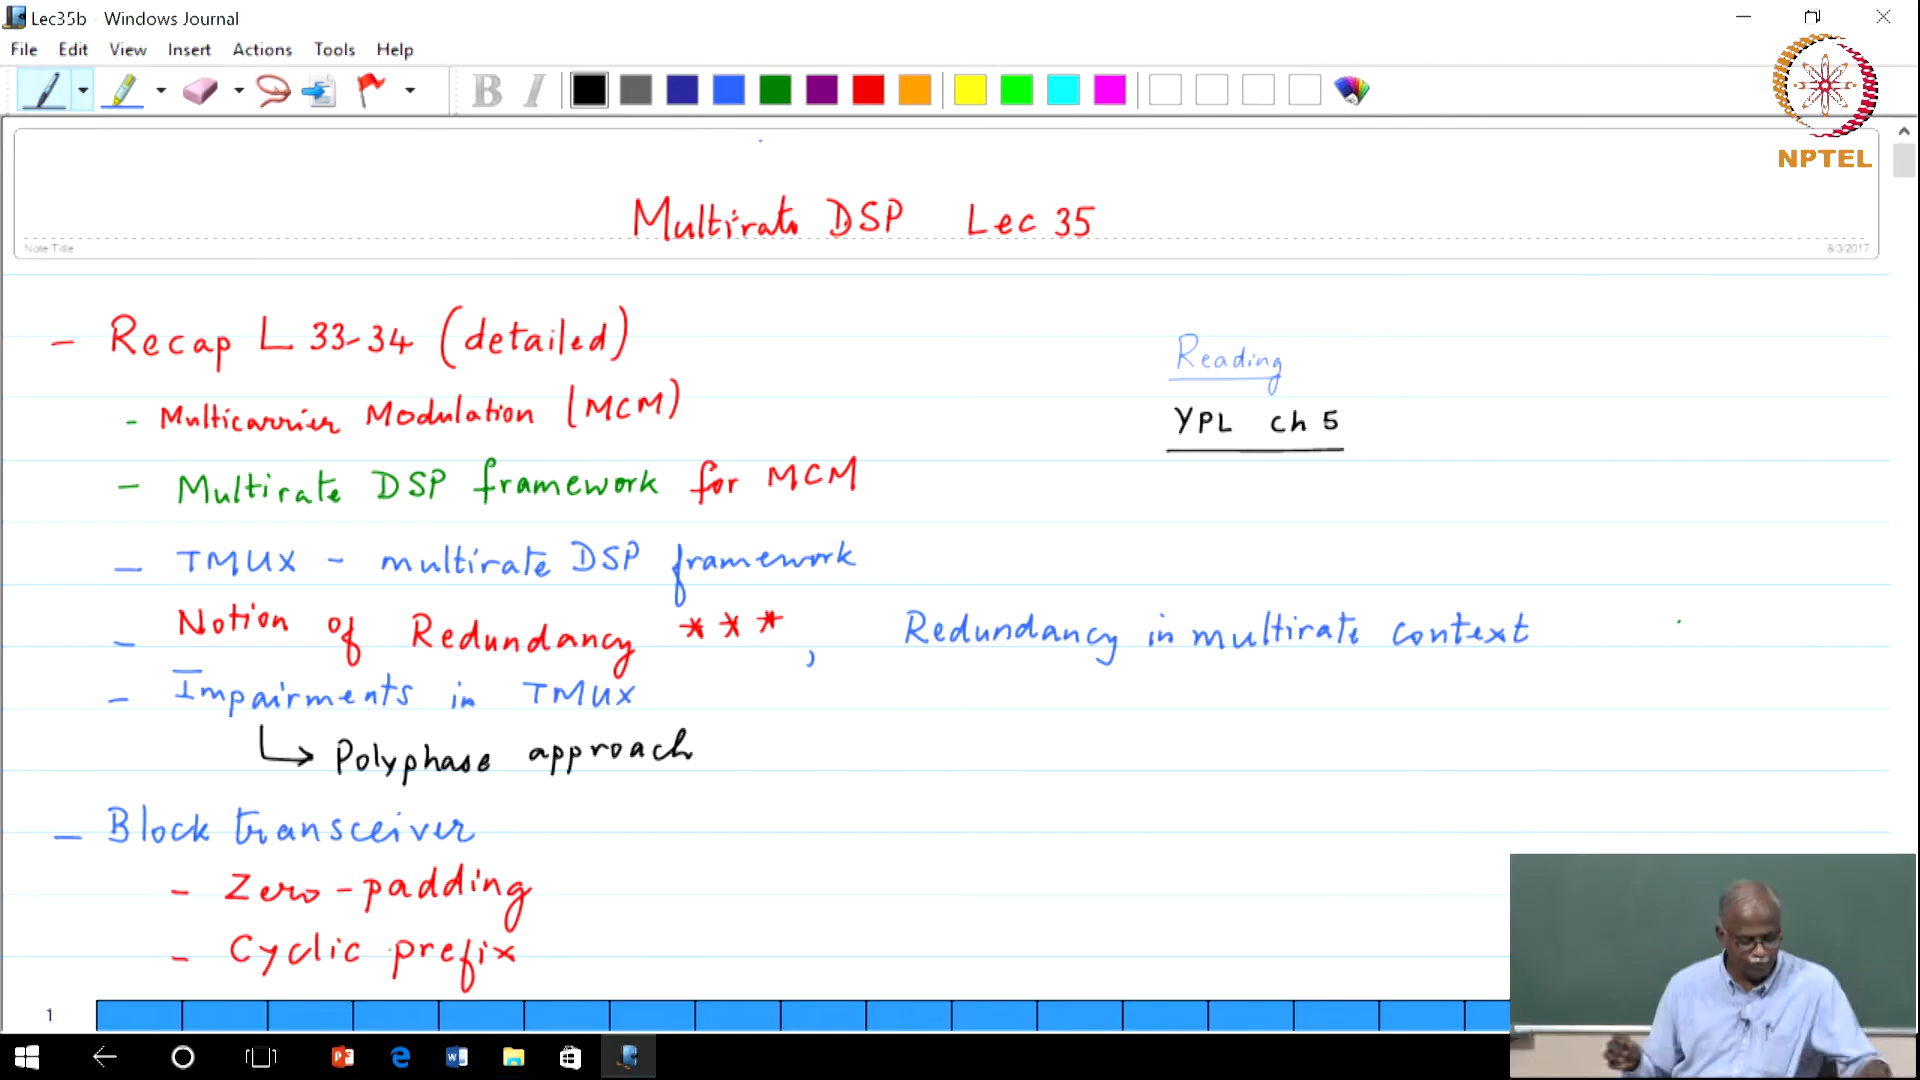 Lec35b - Windows Journal
File Edit View Insert Actions Tools Help
B I
NPTEL
Multirate DSP Lec 35
Note Title
8/3/2017
- Recap L 33-34 (detailed)
- Multicarrier Modulation (MCM)
- Multirate DSP framework for MCM
- TMUX - multirate DSP framework
- Notion of Redundancy *** , Redundancy in multirate context
- Impairments in TMUX
↳ Polyphase approach
- Block transceiver
- Zero-padding
- Cyclic prefix
Reading
YPL ch 5
1